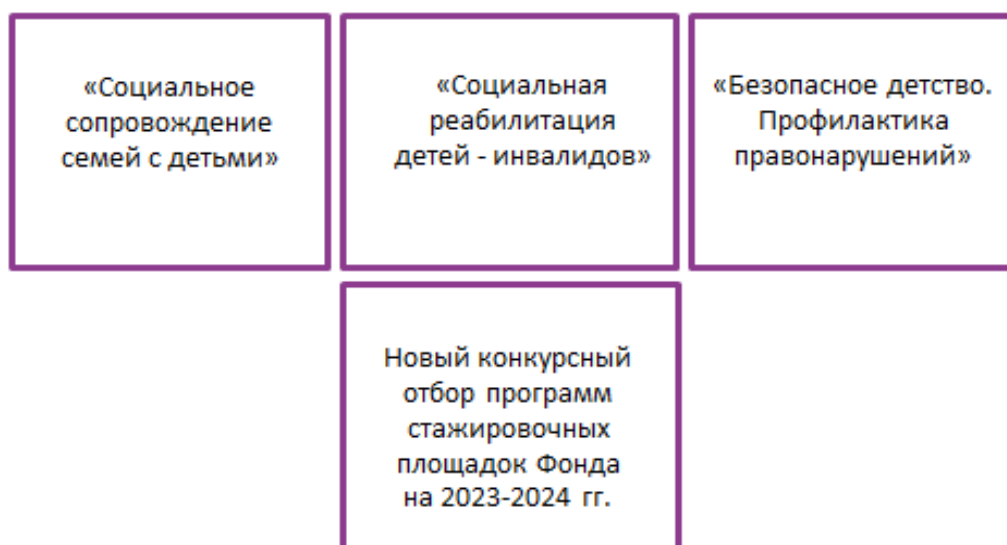 «Социальное
сопровождение
семей с детьми»
«Социальная
реабилитация
детей - инвалидов»
«Безопасное детство.
Профилактика
правонарушений»
Новый конкурсный
отбор программ
стажировочных
площадок Фонда
на 2023-2024 гг.